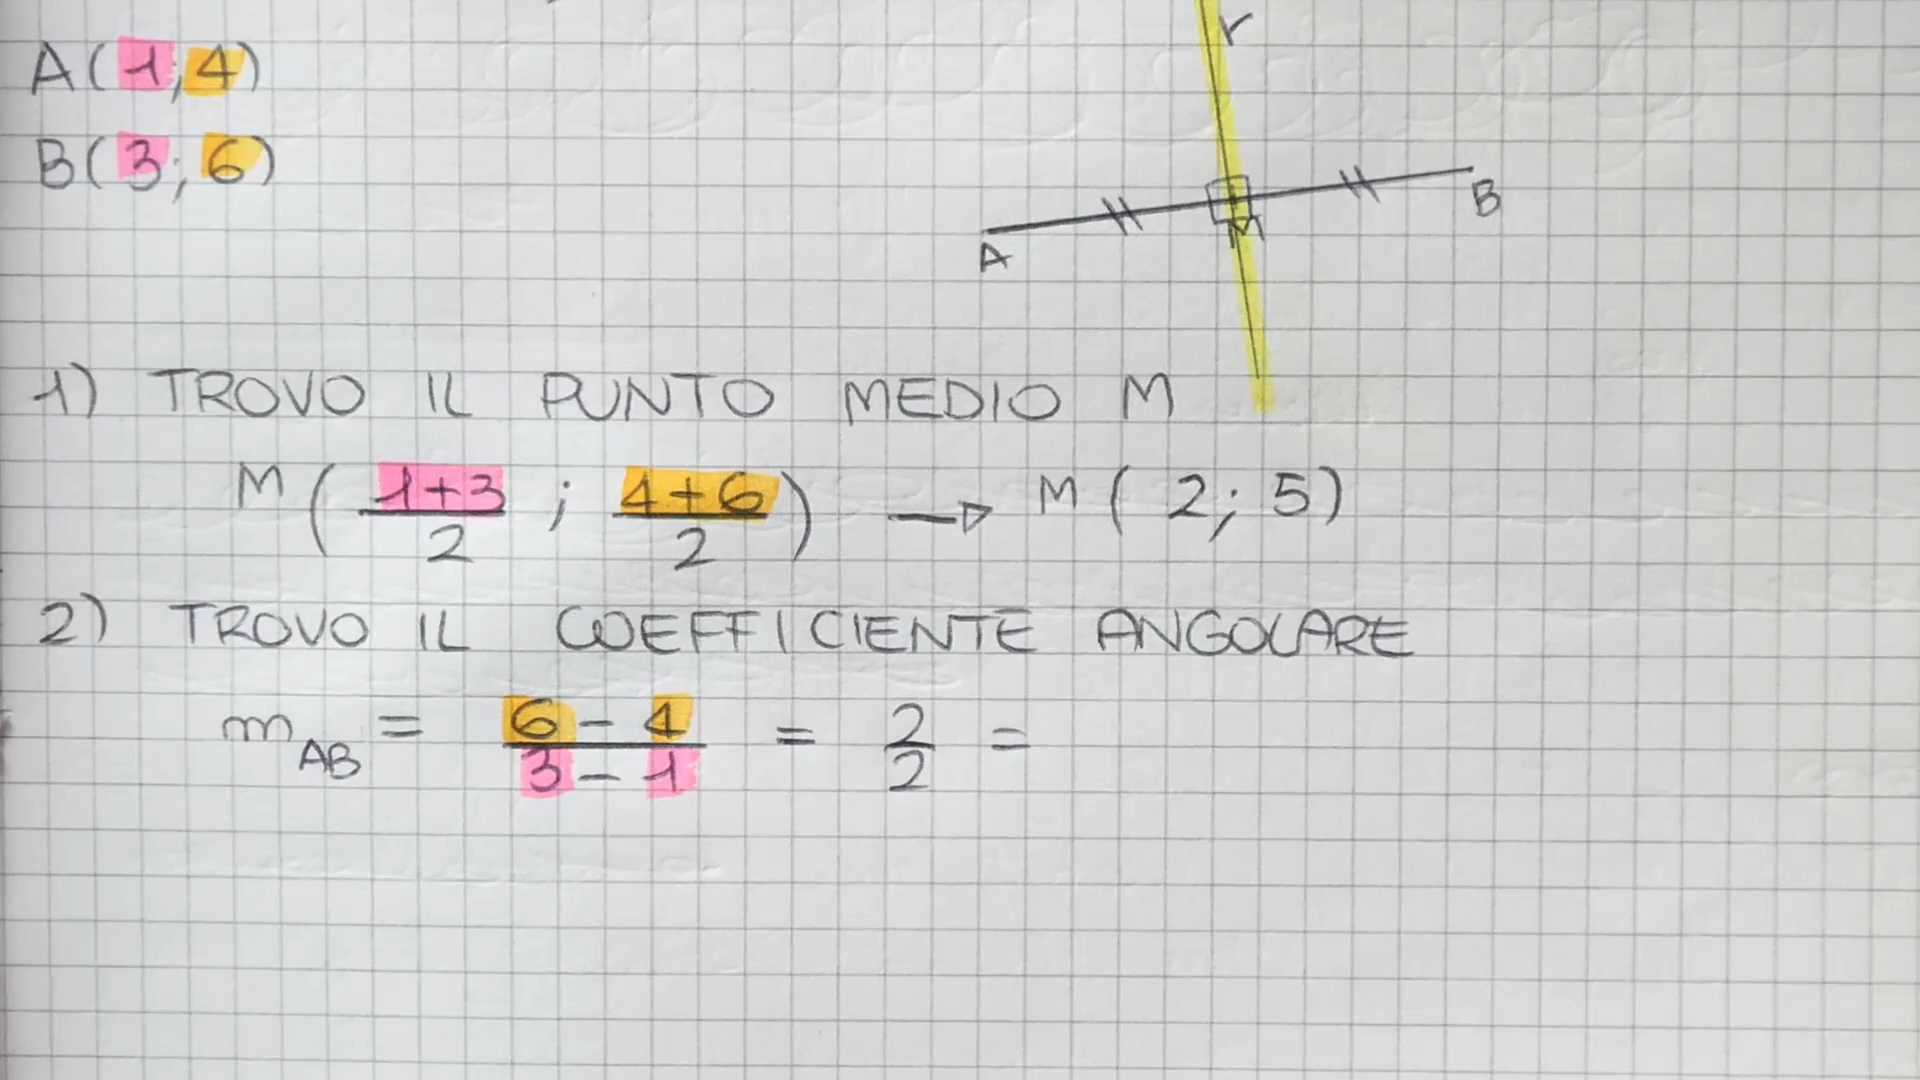 A(1;4)
B(3;6)
r
A
M
B
1) TROVO IL PUNTO MEDIO M
M(1+3/2 ; 4+6/2) → M(2;5)
2) TROVO IL COEFFICIENTE ANGOLARE
m_AB = 6-4/3-1 = 2/2 =